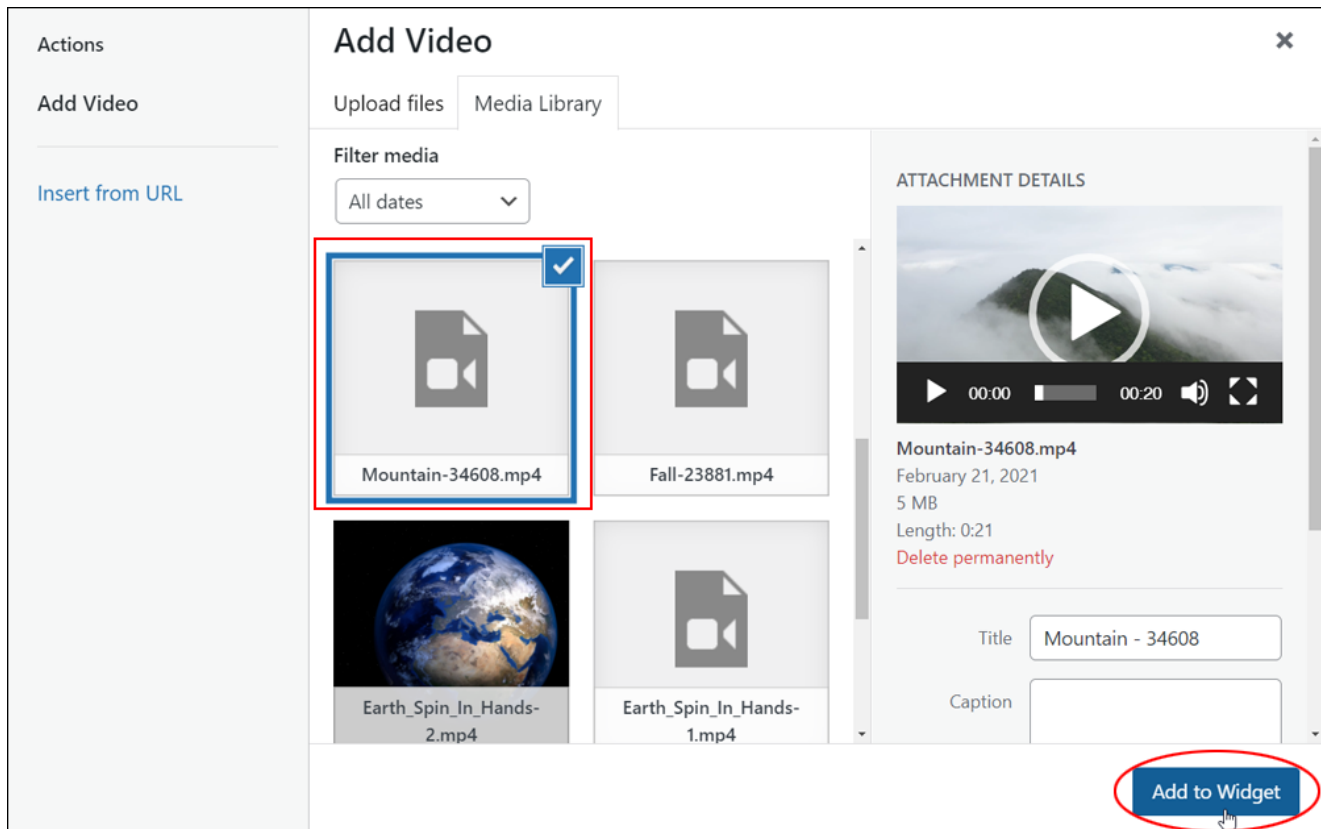 Actions
Add Video
Insert from URL
Add Video
Upload files
Media Library
Filter media
All dates
Mountain-34608.mp4
Fall-23881.mp4
Earth_Spin_In_Hands-
2.mp4
Earth_Spin_In_Hands-
1.mp4
ATTACHMENT DETAILS
00:00
00:20
Mountain-34608.mp4
February 21, 2021
5 MB
Length: 0:21
Delete permanently
Title
Mountain - 34608
Caption
Add to Widget